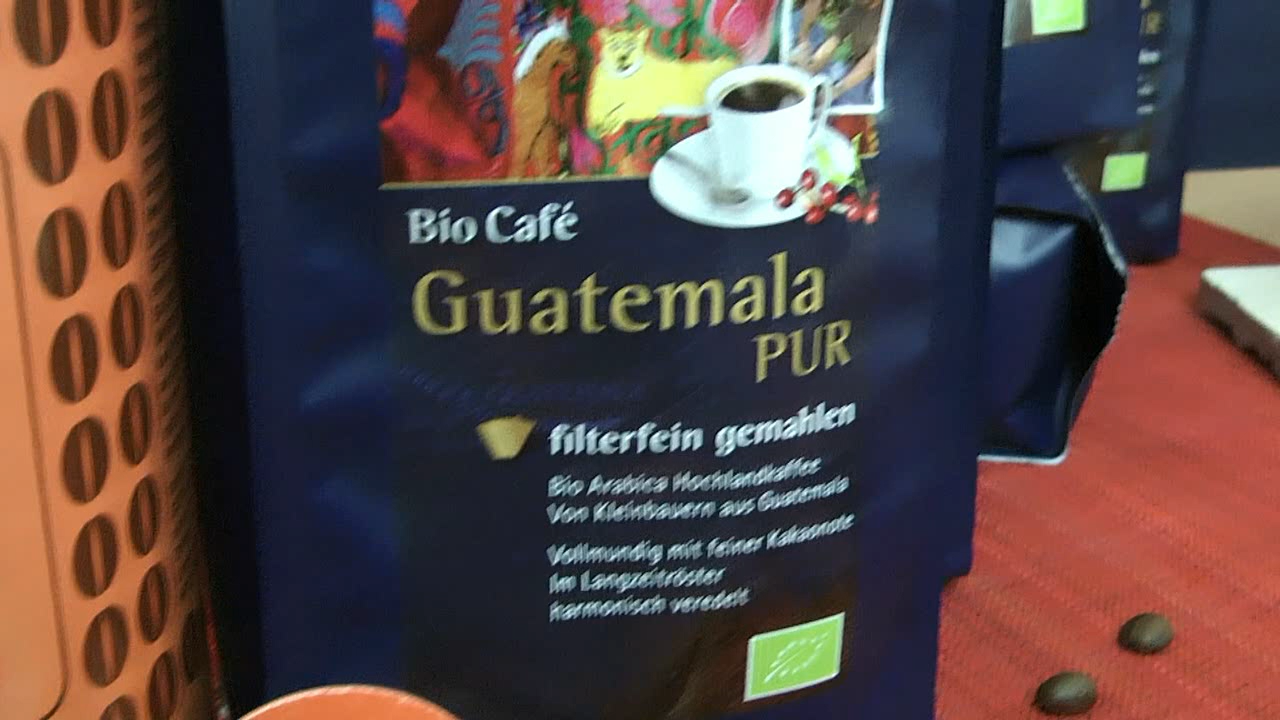 Bio Café
Guatemala
PUR
filterfein gemahlen
Bio Arabica Hochlandkaffee
Von Kleinbauern aus Guatemala
Vollmundig mit feiner Kakaonote
Im Langzeitröster
harmonisch veredelt